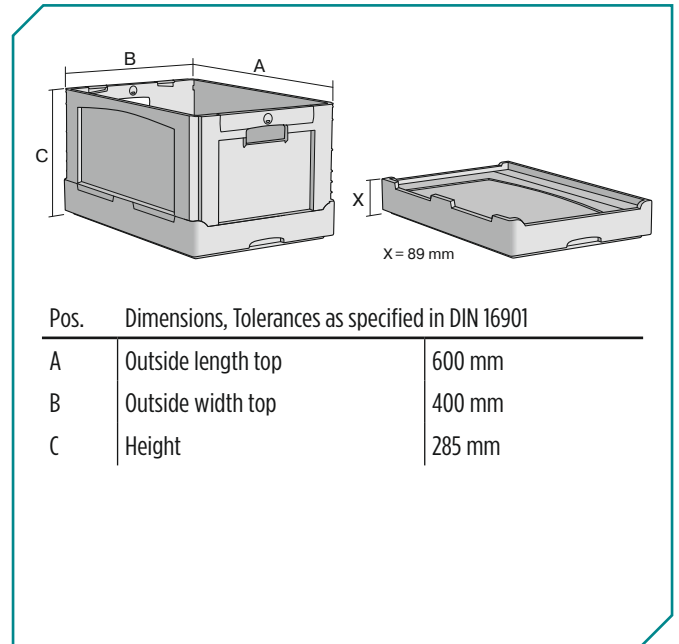 B
A
C
X
X = 89 mm
Pos. Dimensions, Tolerances as specified in DIN 16901
A Outside length top 600 mm
B Outside width top 400 mm
C Height 285 mm